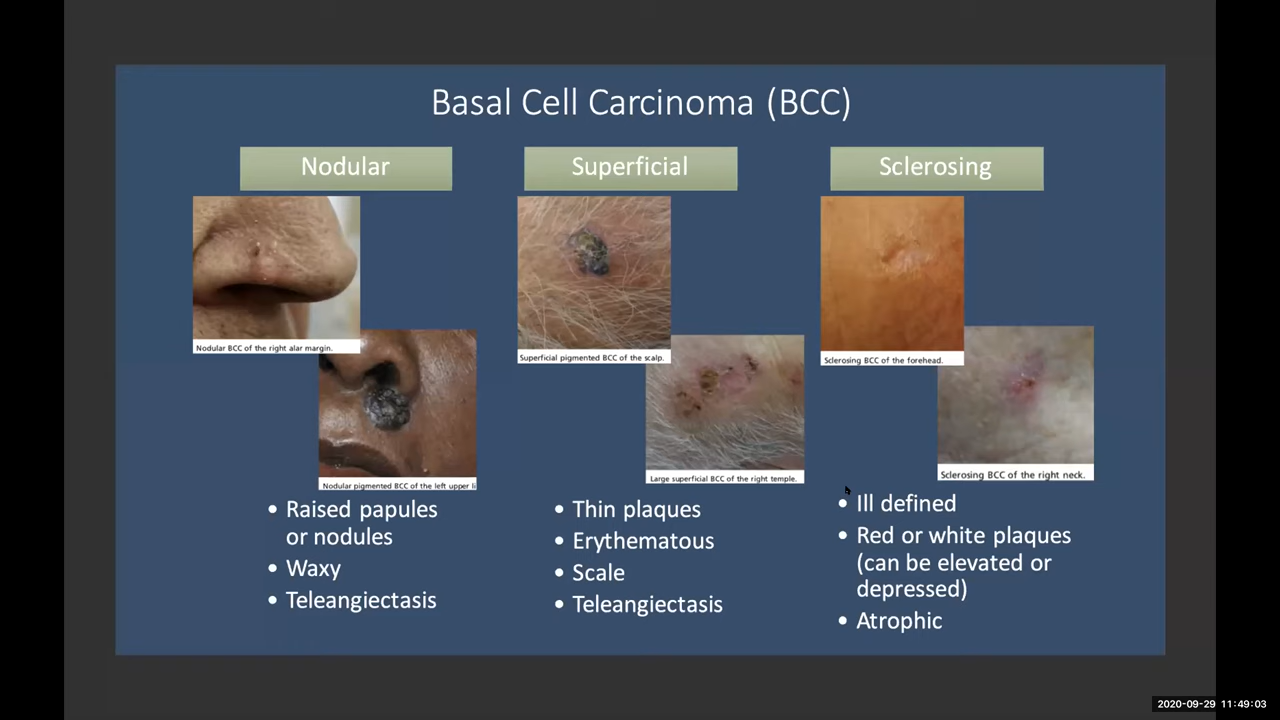 Basal Cell Carcinoma (BCC)
Nodular
Nodular BCC of the right alar margin.
Nodular pigmented BCC of the left upper li
• Raised papules
or nodules
• Waxy
• Teleangiectasis
Superficial
Superficial pigmented BCC of the scalp.
Large superficial BCC of the right temple.
• Thin plaques
• Erythematous
• Scale
• Teleangiectasis
Sclerosing
Sclerosing BCC of the forehead.
Sclerosing BCC of the right neck.
• Ill defined
• Red or white plaques
(can be elevated or
depressed)
• Atrophic
2020-09-29 11:49:03